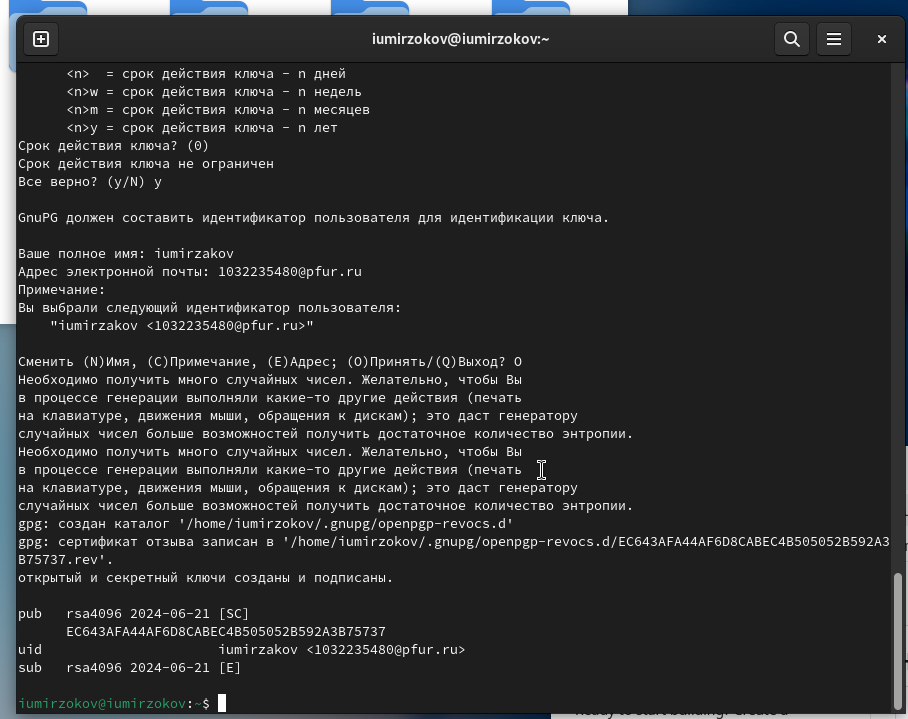 iumirzokov@iumirzokov:~
<n>  = срок действия ключа - n дней
<n>w = срок действия ключа - n недель
<n>m = срок действия ключа - n месяцев
<n>y = срок действия ключа - n лет
Срок действия ключа? (0)
Срок действия ключа не ограничен
Все верно? (y/N) y
GnuPG должен составить идентификатор пользователя для идентификации ключа.
Ваше полное имя: iumirzakov
Адрес электронной почты: 1032235480@pfur.ru
Примечание:
Вы выбрали следующий идентификатор пользователя:
"iumirzakov <1032235480@pfur.ru>"
Сменить (N)Имя, (C)Примечание, (E)Адрес; (O)Принять/(Q)Выход? O
Необходимо получить много случайных чисел. Желательно, чтобы Вы
в процессе генерации выполняли какие-то другие действия (печать
на клавиатуре, движения мыши, обращения к дискам); это даст генератору
случайных чисел больше возможностей получить достаточное количество энтропии.
Необходимо получить много случайных чисел. Желательно, чтобы Вы
в процессе генерации выполняли какие-то другие действия (печать
на клавиатуре, движения мыши, обращения к дискам); это даст генератору
случайных чисел больше возможностей получить достаточное количество энтропии.
gpg: создан каталог '/home/iumirzokov/.gnupg/openpgp-revocs.d'
gpg: сертификат отзыва записан в '/home/iumirzokov/.gnupg/openpgp-revocs.d/EC643AFA44AF6D8CABEC4B505052B592A3
B75737.rev'.
открытый и секретный ключи созданы и подписаны.
pub   rsa4096 2024-06-21 [SC]
EC643AFA44AF6D8CABEC4B505052B592A3B75737
uid                      iumirzakov <1032235480@pfur.ru>
sub   rsa4096 2024-06-21 [E]
iumirzokov@iumirzokov:~$